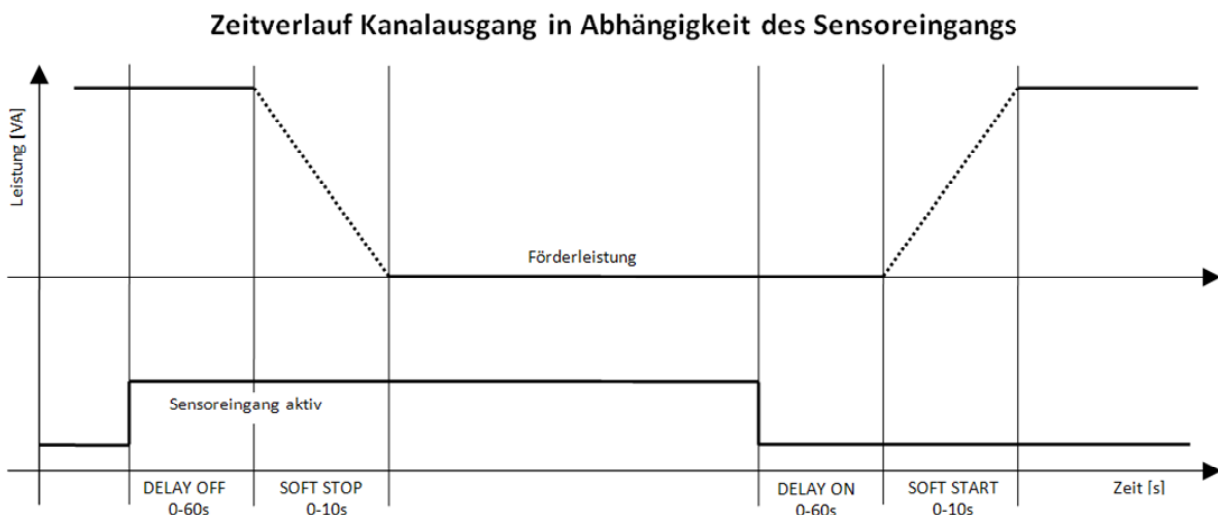 Zeitverlauf Kanalausgang in Abhängigkeit des Sensoreingangs
Leistung [VA]
Förderleistung
Sensoreingang aktiv
DELAY OFF
0-60s
SOFT STOP
0-10s
DELAY ON
0-60s
SOFT START
0-10s
Zeit [s]